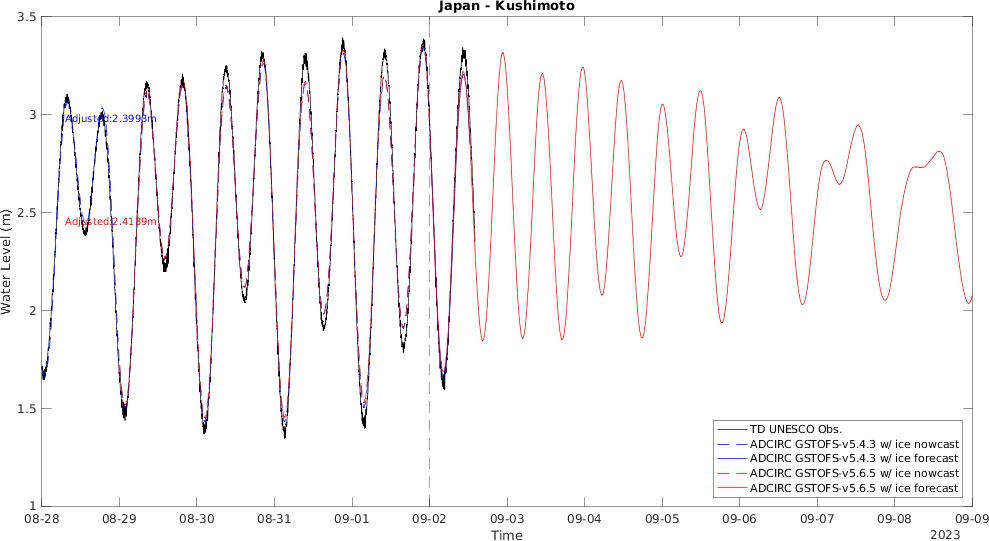 Japan - Kushimoto
Water Level (m)
3.5
3
2.5
2
1.5
1
Adjusted:2.3993m
Adjusted:2.4139m
TD UNESCO Obs.
ADCIRC GSTOFS-v5.4.3 w/ ice nowcast
ADCIRC GSTOFS-v5.4.3 w/ ice forecast
ADCIRC GSTOFS-v5.6.5 w/ ice nowcast
ADCIRC GSTOFS-v5.6.5 w/ ice forecast
08-28 08-29 08-30 08-31 09-01 09-02 09-03 09-04 09-05 09-06 09-07 09-08 09-09
Time
2023